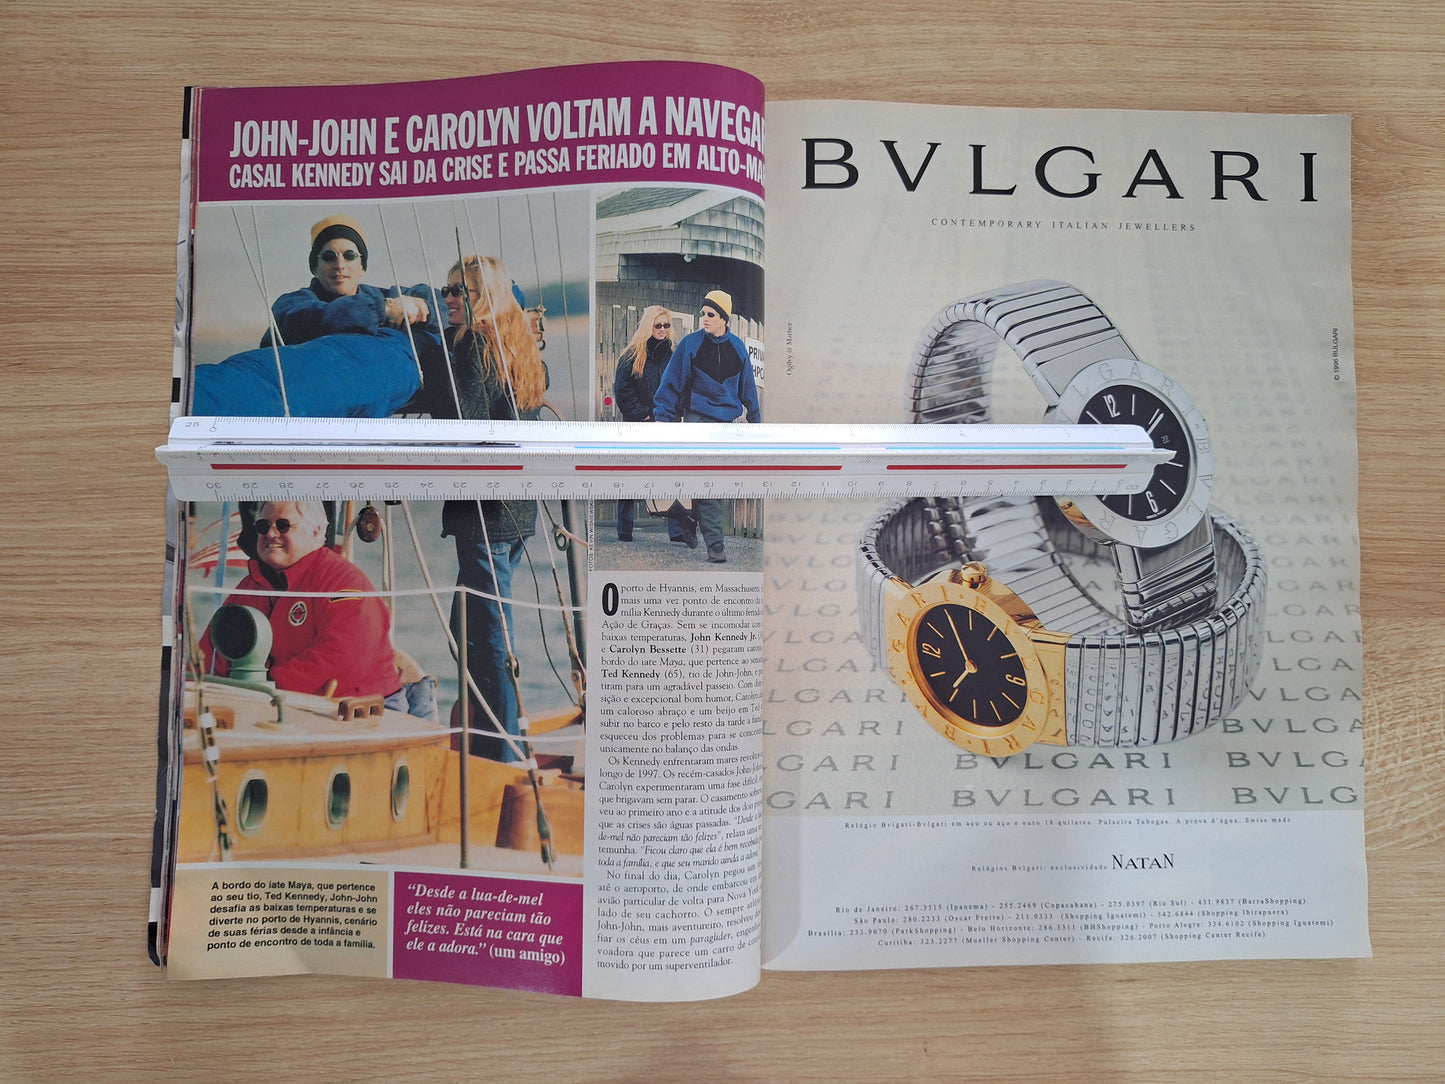 JOHN-JOHN E CAROLYN VOLTAM A NAVEGA
CASAL KENNEDY SAI DA CRISE E PASSA FERIADO EM ALTO-MA
O porto de Hyannis, em Massachusetts,
mais uma vez ponto de encontro da
mília Kennedy durante o último feriado
Ação de Graças. Sem se incomodar com
baixas temperaturas, John Kennedy Jr.
e Carolyn Bessette (31) pegaram carona
bordo do iate Maya, que pertence ao
Ted Kennedy (65), tio de John-John, e
tiram para um agradável passeio. Com
sição e excepcional bom humor, Carolyn
um caloroso abraço e um beijo em Ted
subir no barco e pelo resto da tarde a
esqueceu dos problemas para se
unicamente no balanço das ondas.
Os Kennedy enfrentaram mares
longo de 1997. Os recém-casados John-John
Carolyn experimentaram uma fase difícil,
que brigavam sem parar. O casamento
veu ao primeiro ano e a atitude dos dois
que as crises são águas passadas. "Desde a
de-mel não pareciam tão felizes", relata uma
temunha. "Ficou claro que ela é bem recebida
toda a família, e que seu marido ainda a adora.
No final do dia, Carolyn pegou um
até o aeroporto, de onde embarcou em
avião particular de volta para Nova York
lado de seu cachorro. O sempre
John-John, mais aventureiro, resolveu
fiar os céus em um paraglider,
voadora que parece um carro de
movido por um superventilador.
A bordo do iate Maya, que pertence
ao seu tio, Ted Kennedy, John-John
desafia as baixas temperaturas e se
diverte no porto de Hyannis, cenário
de suas férias desde a infância e
ponto de encontro de toda a família.
"Desde a lua-de-mel
eles não pareciam tão
felizes. Está na cara que
ele a adora." (um amigo)
BVLGARI
CONTEMPORARY ITALIAN JEWELLERS
Ogilvy & Mather
© 1996 BULGARI
BVLGARI
BVLGARI
Relógio Bvlgari-Bvlgari em aço ou aço e ouro 18 quilates. Pulseira Tubogas. À prova d'água. Swiss made.
Relógios Bvlgari: exclusividade NATAN
Rio de Janeiro: 267.3515 (Ipanema) - 255.2469 (Copacabana) - 275.0397 (Rio Sul) - 431.9837 (BarraShopping)
São Paulo: 280.2233 (Oscar Freire) - 211.0333 (Shopping Iguatemi) - 542.6844 (Shopping Ibirapuera)
Brasília: 233.9070 (ParkShopping) - Belo Horizonte: 286.3311 (BHShopping) - Porto Alegre: 334.6102 (Shopping Iguatemi)
Curitiba: 323.2277 (Mueller Shopping Center) - Recife: 326.2007 (Shopping Center Recife)